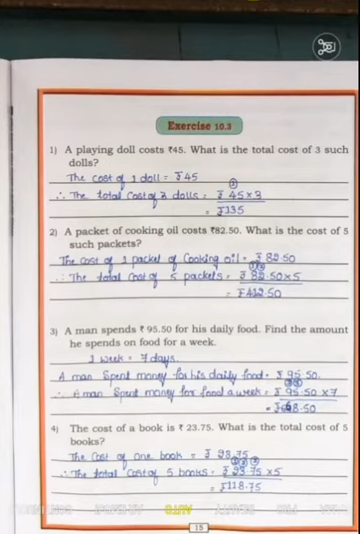 Exercise 10.3
1) A playing doll costs ₹45. What is the total cost of 3 such
dolls?
The cost of 1 doll = ₹45
∴ The total cost of 3 dolls = ₹ 45×3
= ₹135
2) A packet of cooking oil costs ₹82.50. What is the cost of 5
such packets?
The cost of 1 packet of cooking oil = ₹ 82.50
∴ The total cost of 5 packets = ₹ 82.50×5
= ₹412.50
3) A man spends ₹ 95.50 for his daily food. Find the amount
he spends on food for a week.
1 week = 7 days.
A man Spent money for his daily food = ₹ 95.50.
∴ A man Spent money for food a week = ₹ 95.50 ×7
= ₹668.50
4) The cost of a book is ₹ 23.75. What is the total cost of 5
books?
The cost of one book = ₹ 23.75
∴ The total cost of 5 books = ₹ 23.75 ×5
= ₹118.75
15